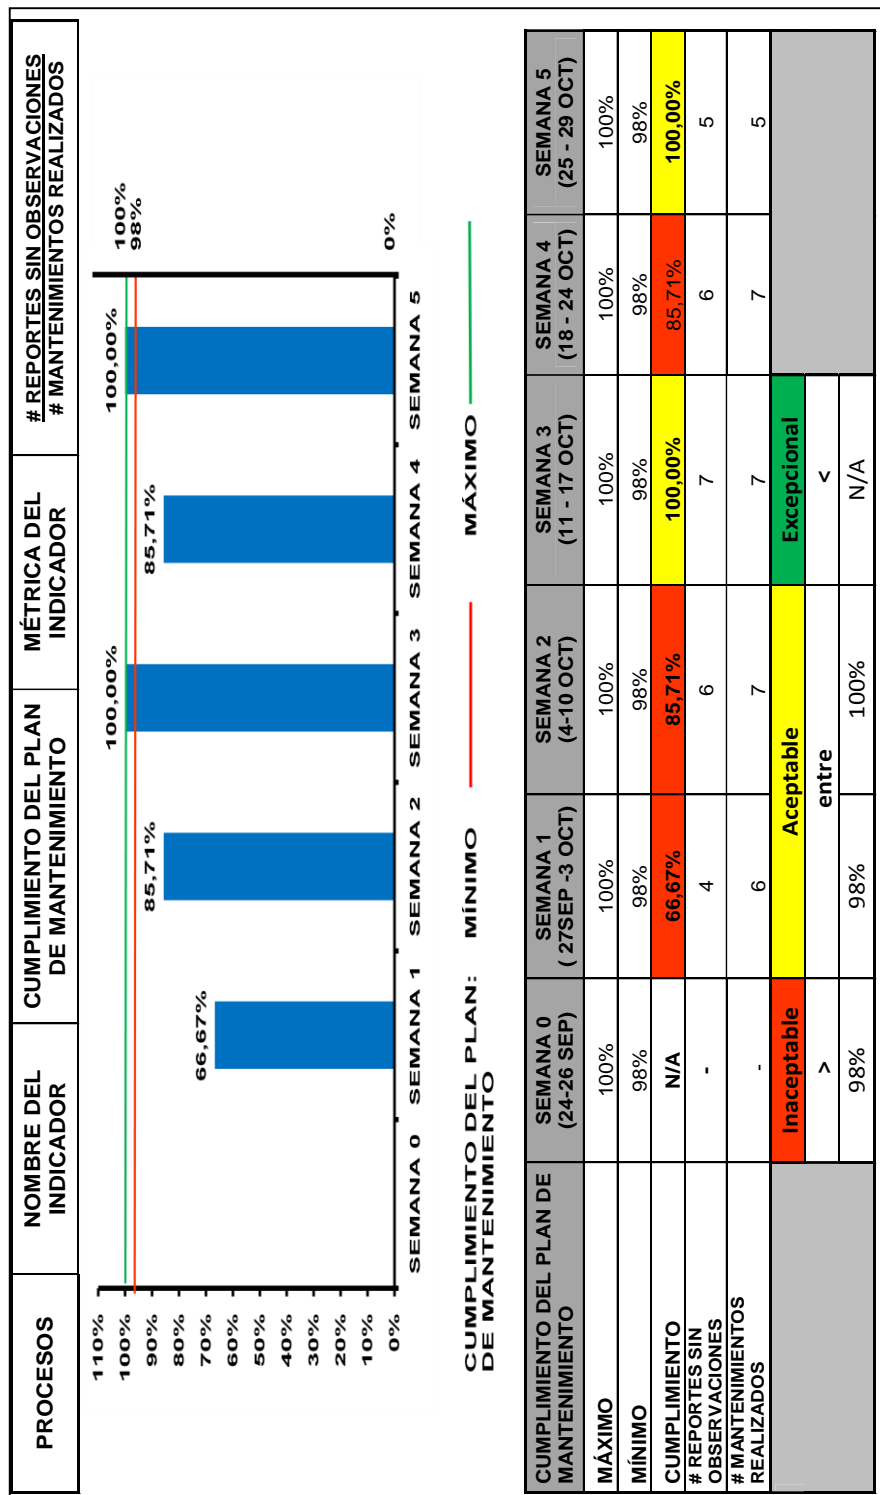 PROCESOS
NOMBRE DEL
INDICADOR
CUMPLIMIENTO DEL PLAN
DE MANTENIMIENTO
MÉTRICA DEL
INDICADOR
# REPORTES SIN OBSERVACIONES
# MANTENIMIENTOS REALIZADOS
110%
100%
90%
80%
70%
60%
50%
40%
30%
20%
10%
0%
66,67%
85,71%
100,00%
85,71%
100,00%
100%
98%
0%
SEMANA 0 SEMANA 1 SEMANA 2 SEMANA 3 SEMANA 4 SEMANA 5
CUMPLIMIENTO DEL PLAN: MÍNIMO MÁXIMO
DE MANTENIMIENTO
CUMPLIMIENTO DEL PLAN DE
MANTENIMIENTO
SEMANA 0
(24-26 SEP)
SEMANA 1
( 27SEP -3 OCT)
SEMANA 2
(4-10 OCT)
SEMANA 3
(11 - 17 OCT)
SEMANA 4
(18 - 24 OCT)
SEMANA 5
(25 - 29 OCT)
MÁXIMO 100% 100% 100% 100% 100% 100%
MÍNIMO 98% 98% 98% 98% 98% 98%
CUMPLIMIENTO N/A 66,67% 85,71% 100,00% 85,71% 100,00%
# REPORTES SIN
OBSERVACIONES
- 4 6 7 6 5
# MANTENIMIENTOS
REALIZADOS
- 6 7 7 7 5
Inaceptable Aceptable Excepcional
> entre <
98% 98% 100% N/A